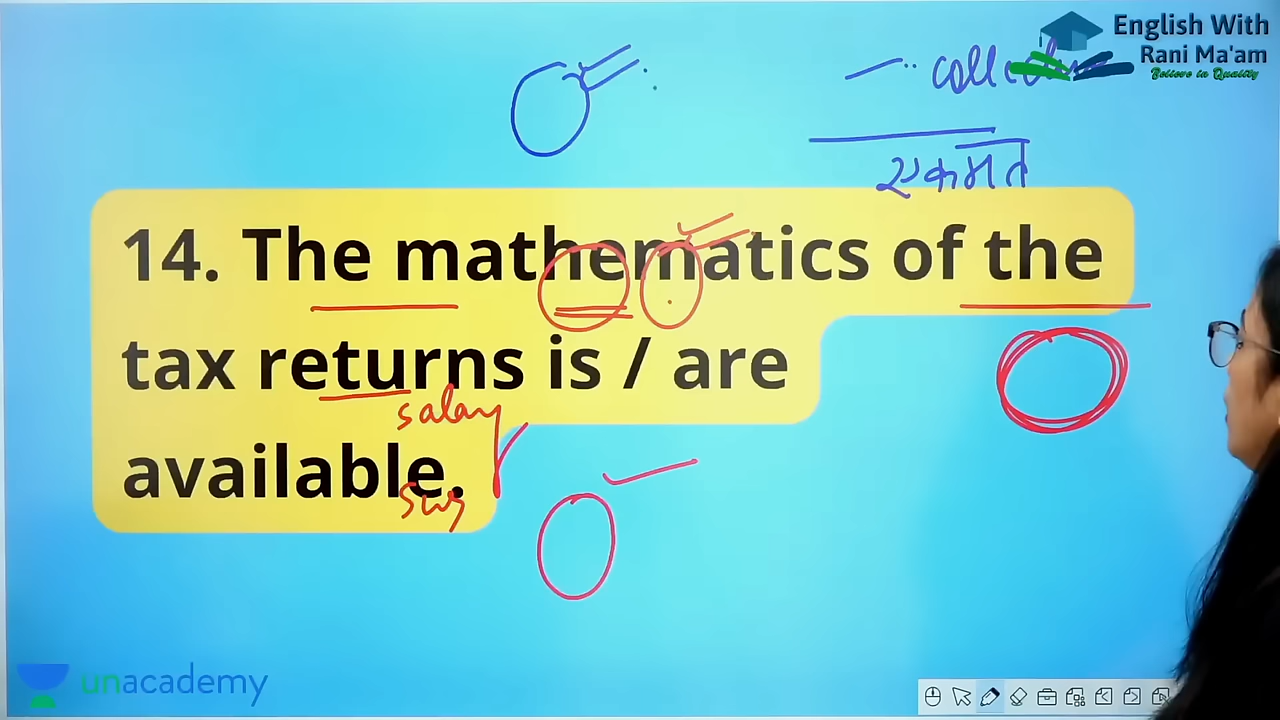 English With
Rani Ma'am
Believe in Quality
एकमत
14. The mathematics of the
tax returns is / are
salary
available.
unacademy